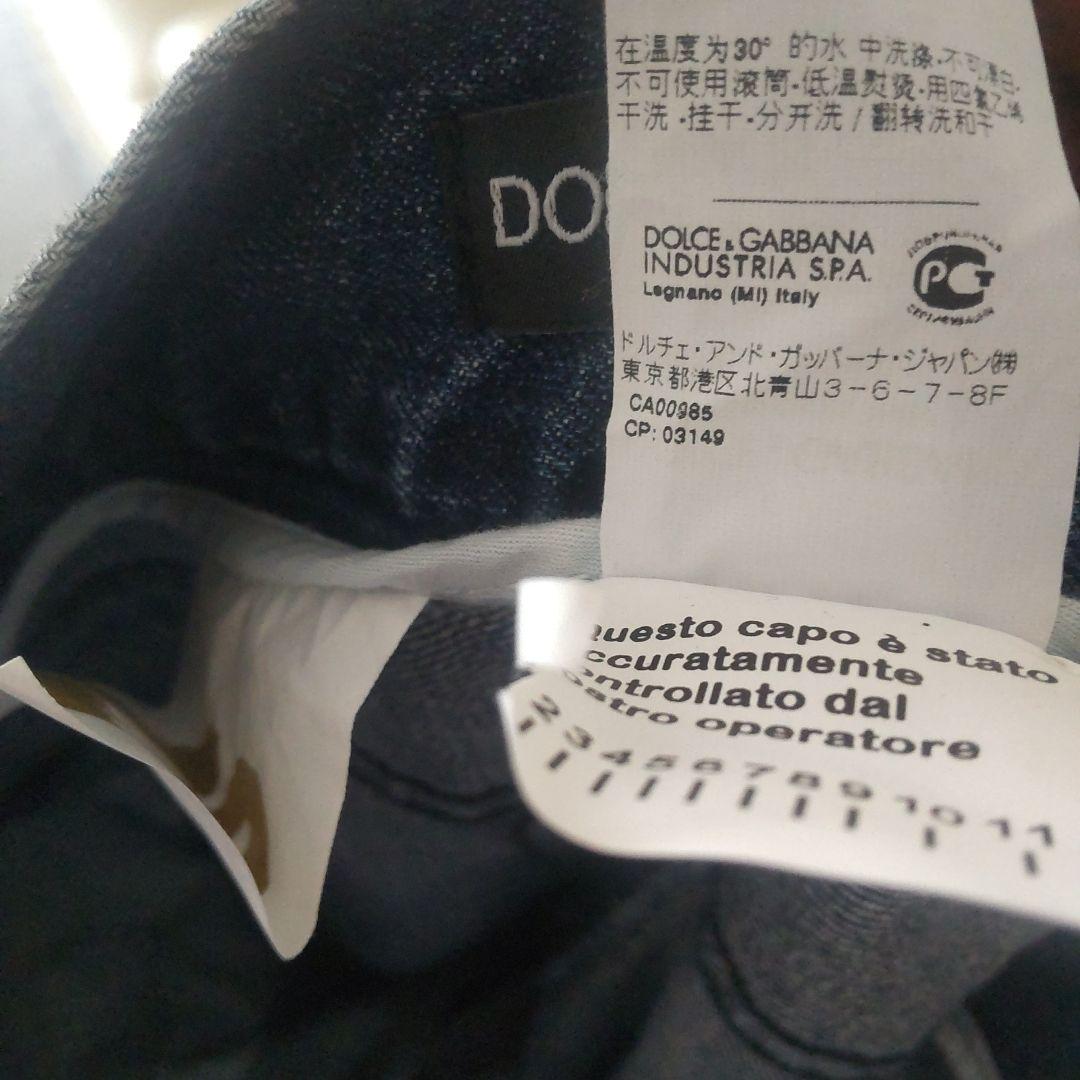 在温度为30° 的水 中洗涤·不可漂白·
不可使用滚筒·低温熨烫·用四氯乙烯
干洗·挂干·分开洗 / 翻转洗和干
DO
DOLCE & GABBANA
INDUSTRIA S.P.A.
Legnano (MI) Italy
PCT
ドルチェ・アンド・ガッバーナ・ジャパン㈱
東京都港区北青山3-6-7-8F
CA00985
CP: 03149
Questo capo è stato
ccuratamente
ontrollato dal
ostro operatore
2 3 4 5 6 7 8 9 10 11